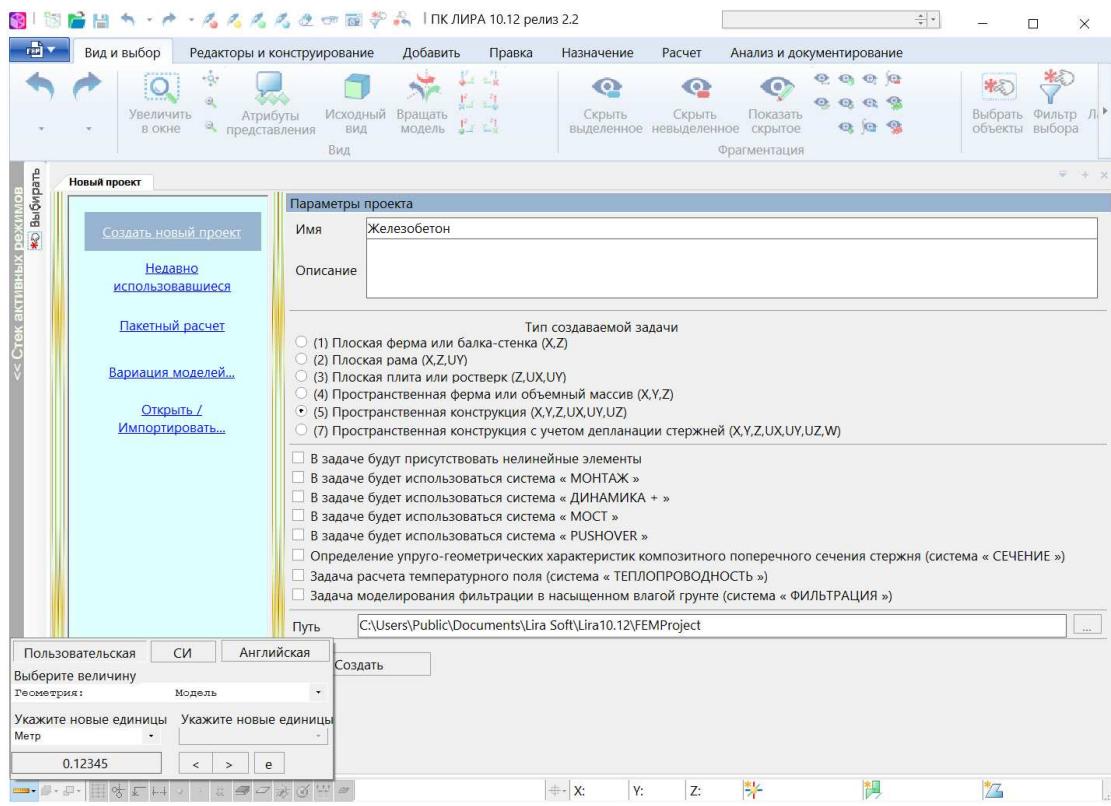 ПК ЛИРА 10.12 релиз 2.2
Вид и выбор Редакторы и конструирование Добавить Правка Назначение Расчет Анализ и документирование
Увеличить в окне
Атрибуты представления
Исходный вид
Вращать модель
Вид
Скрыть выделенное
Скрыть невыделенное
Показать скрытое
Фрагментация
Выбрать объекты
Фильтр выбора
<< Стек активных режимов
Выбирать
Новый проект
Создать новый проект
Недавно
использовавшиеся
Пакетный расчет
Вариация моделей...
Открыть /
Импортировать...
Параметры проекта
Имя Железобетон
Описание
Тип создаваемой задачи
(1) Плоская ферма или балка-стенка (X,Z)
(2) Плоская рама (X,Z,UY)
(3) Плоская плита или ростверк (Z,UX,UY)
(4) Пространственная ферма или объемный массив (X,Y,Z)
(5) Пространственная конструкция (X,Y,Z,UX,UY,UZ)
(7) Пространственная конструкция с учетом депланации стержней (X,Y,Z,UX,UY,UZ,W)
В задаче будут присутствовать нелинейные элементы
В задаче будет использоваться система « МОНТАЖ »
В задаче будет использоваться система « ДИНАМИКА + »
В задаче будет использоваться система « МОСТ »
В задаче будет использоваться система « PUSHOVER »
Определение упруго-геометрических характеристик композитного поперечного сечения стержня (система « СЕЧЕНИЕ »)
Задача расчета температурного поля (система « ТЕПЛОПРОВОДНОСТЬ »)
Задача моделирования фильтрации в насыщенном влагой грунте (система « ФИЛЬТРАЦИЯ »)
Путь C:\Users\Public\Documents\Lira Soft\Lira10.12\FEMProject ...
Создать
Пользовательская СИ Английская
Выберите величину
Геометрия: Модель
Укажите новые единицы Укажите новые единицы
Метр
0.12345 < > e
X: Y: Z: